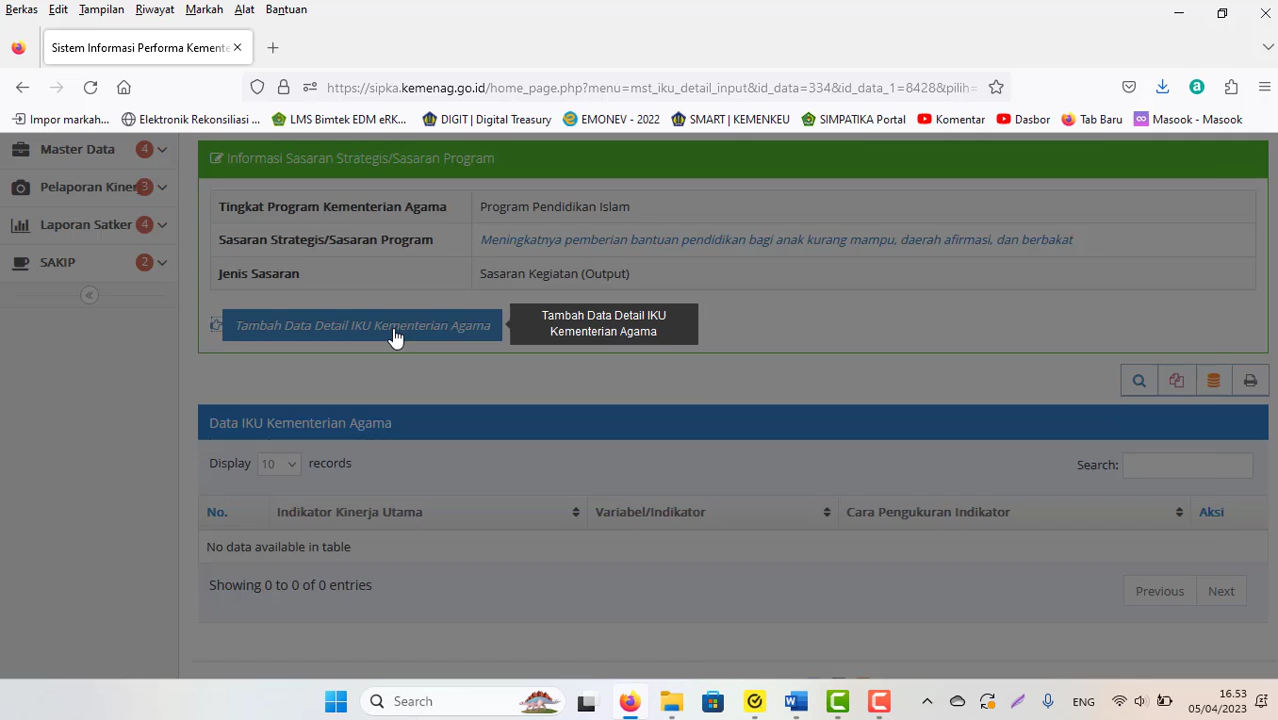 Berkas Edit Tampilan Riwayat Markah Alat Bantuan
Sistem Informasi Performa Kemente
https://sipka.kemenag.go.id/home_page.php?menu=mst_iku_detail_input&id_data=334&id_data_1=8428&pilih=
Impor markah... Elektronik Rekonsiliasi ... LMS Bimtek EDM eRK... DIGIT | Digital Treasury EMONEV - 2022 SMART | KEMENKEU SIMPATIKA Portal Komentar Dasbor Tab Baru Masook - Masook
Master Data 4
Pelaporan Kiner 3
Laporan Satker 4
SAKIP 2
Informasi Sasaran Strategis/Sasaran Program
Tingkat Program Kementerian Agama Program Pendidikan Islam
Sasaran Strategis/Sasaran Program Meningkatnya pemberian bantuan pendidikan bagi anak kurang mampu, daerah afirmasi, dan berbakat
Jenis Sasaran Sasaran Kegiatan (Output)
Tambah Data Detail IKU Kementerian Agama
Tambah Data Detail IKU
Kementerian Agama
Data IKU Kementerian Agama
Display 10 records Search:
No. Indikator Kinerja Utama Variabel/Indikator Cara Pengukuran Indikator Aksi
No data available in table
Showing 0 to 0 of 0 entries
Previous Next
Search
ENG
16.53
05/04/2023